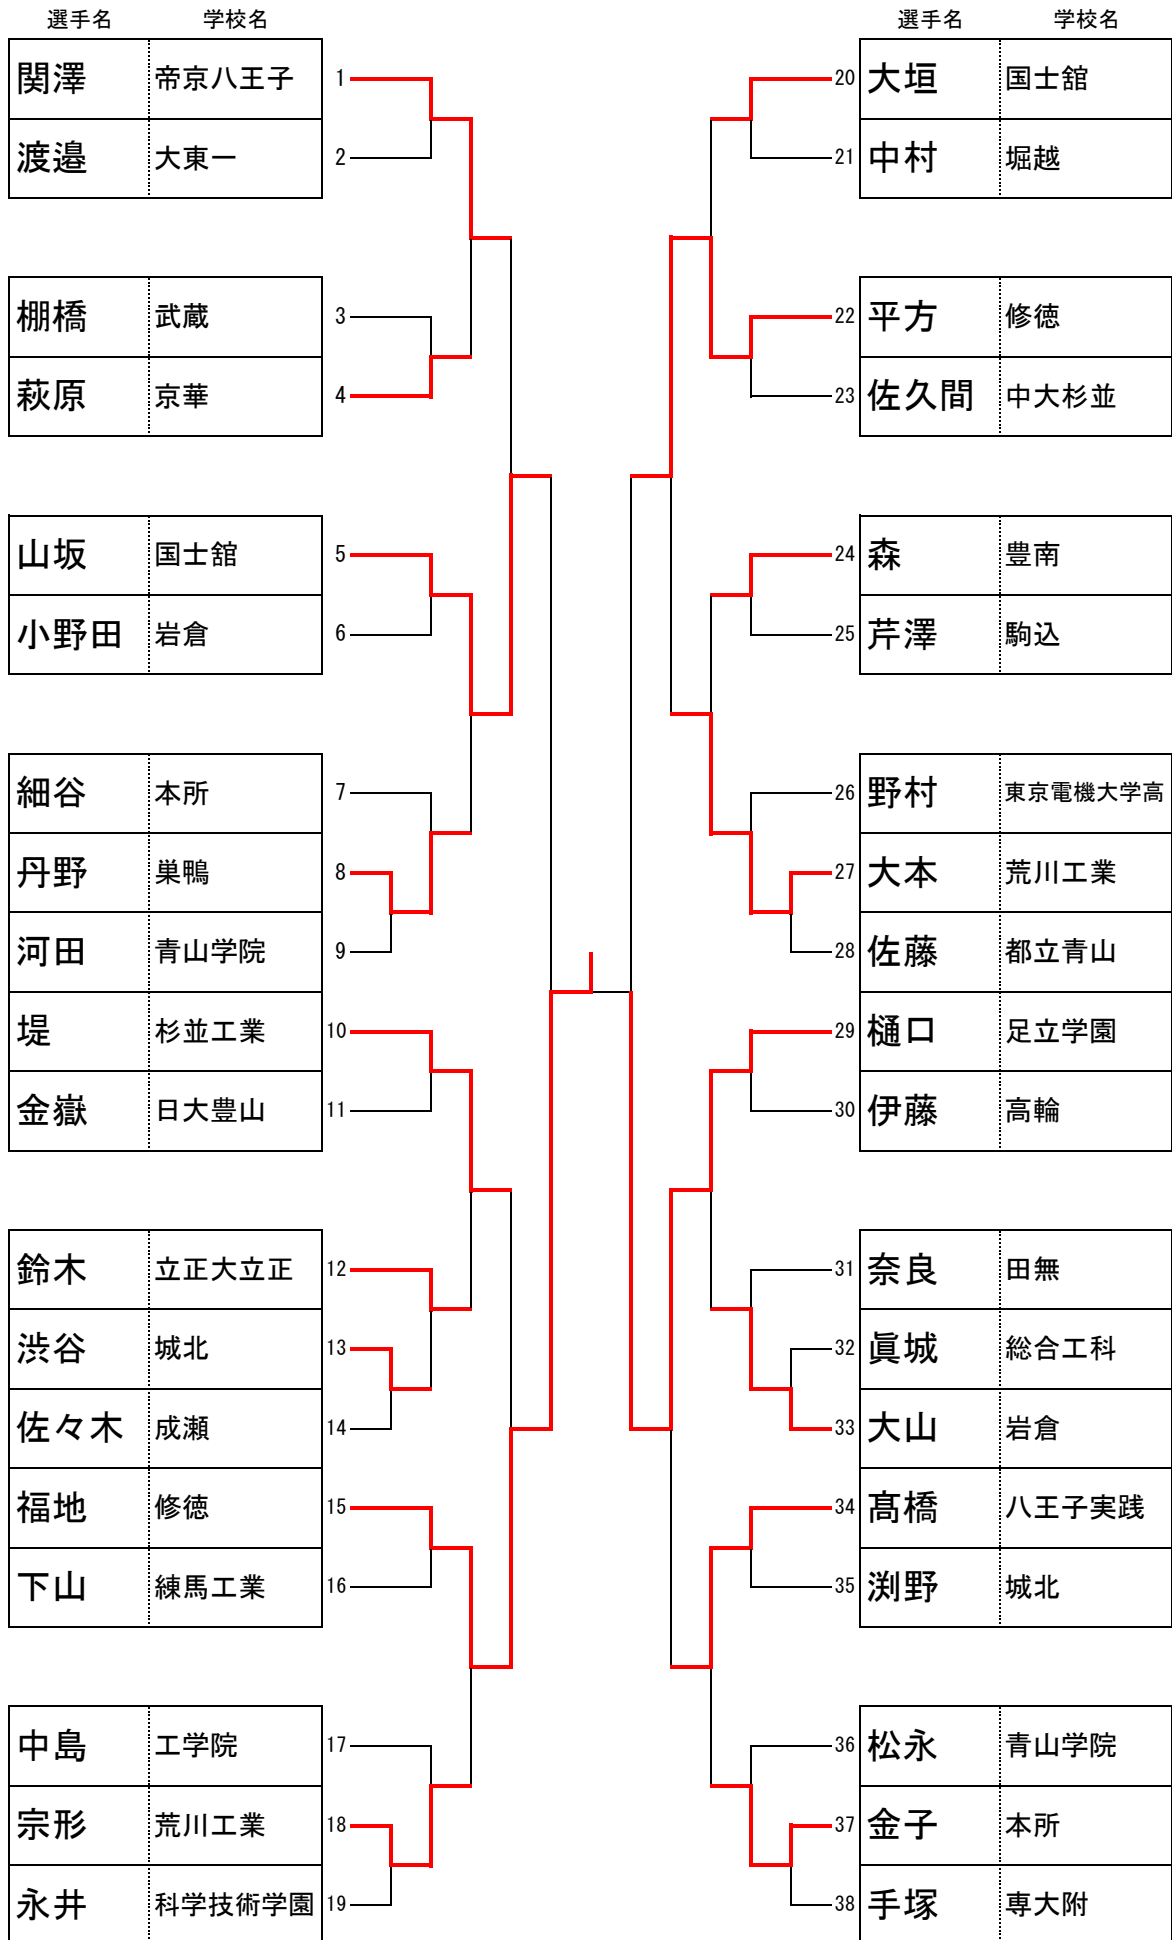 選手名 学校名
関澤 帝京八王子 1
渡邉 大東一 2
棚橋 武蔵 3
萩原 京華 4
山坂 国士舘 5
小野田 岩倉 6
細谷 本所 7
丹野 巣鴨 8
河田 青山学院 9
堤 杉並工業 10
金嶽 日大豊山 11
鈴木 立正大立正 12
渋谷 城北 13
佐々木 成瀬 14
福地 修徳 15
下山 練馬工業 16
中島 工学院 17
宗形 荒川工業 18
永井 科学技術学園 19
選手名 学校名
20 大垣 国士舘
21 中村 堀越
22 平方 修徳
23 佐久間 中大杉並
24 森 豊南
25 芹澤 駒込
26 野村 東京電機大学高
27 大本 荒川工業
28 佐藤 都立青山
29 樋口 足立学園
30 伊藤 高輪
31 奈良 田無
32 眞城 総合工科
33 大山 岩倉
34 髙橋 八王子実践
35 渕野 城北
36 松永 青山学院
37 金子 本所
38 手塚 専大附